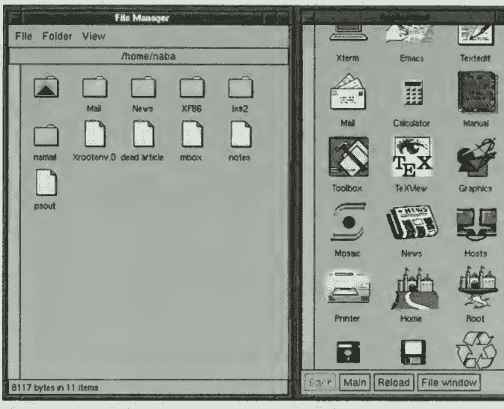 File Manager
File Folder View
/home/naba
Mail News XF86 lxs2
nsmail Xrootenv.0 dead article mbox notes
psout
8117 bytes in 11 items
Xterm Emacs Textedit
Mail Calculator Manual
Toolbox TeXView Graphics
TEX
NEWS
Mosaic News Hosts
Printer Home Root
Back Main Reload File window